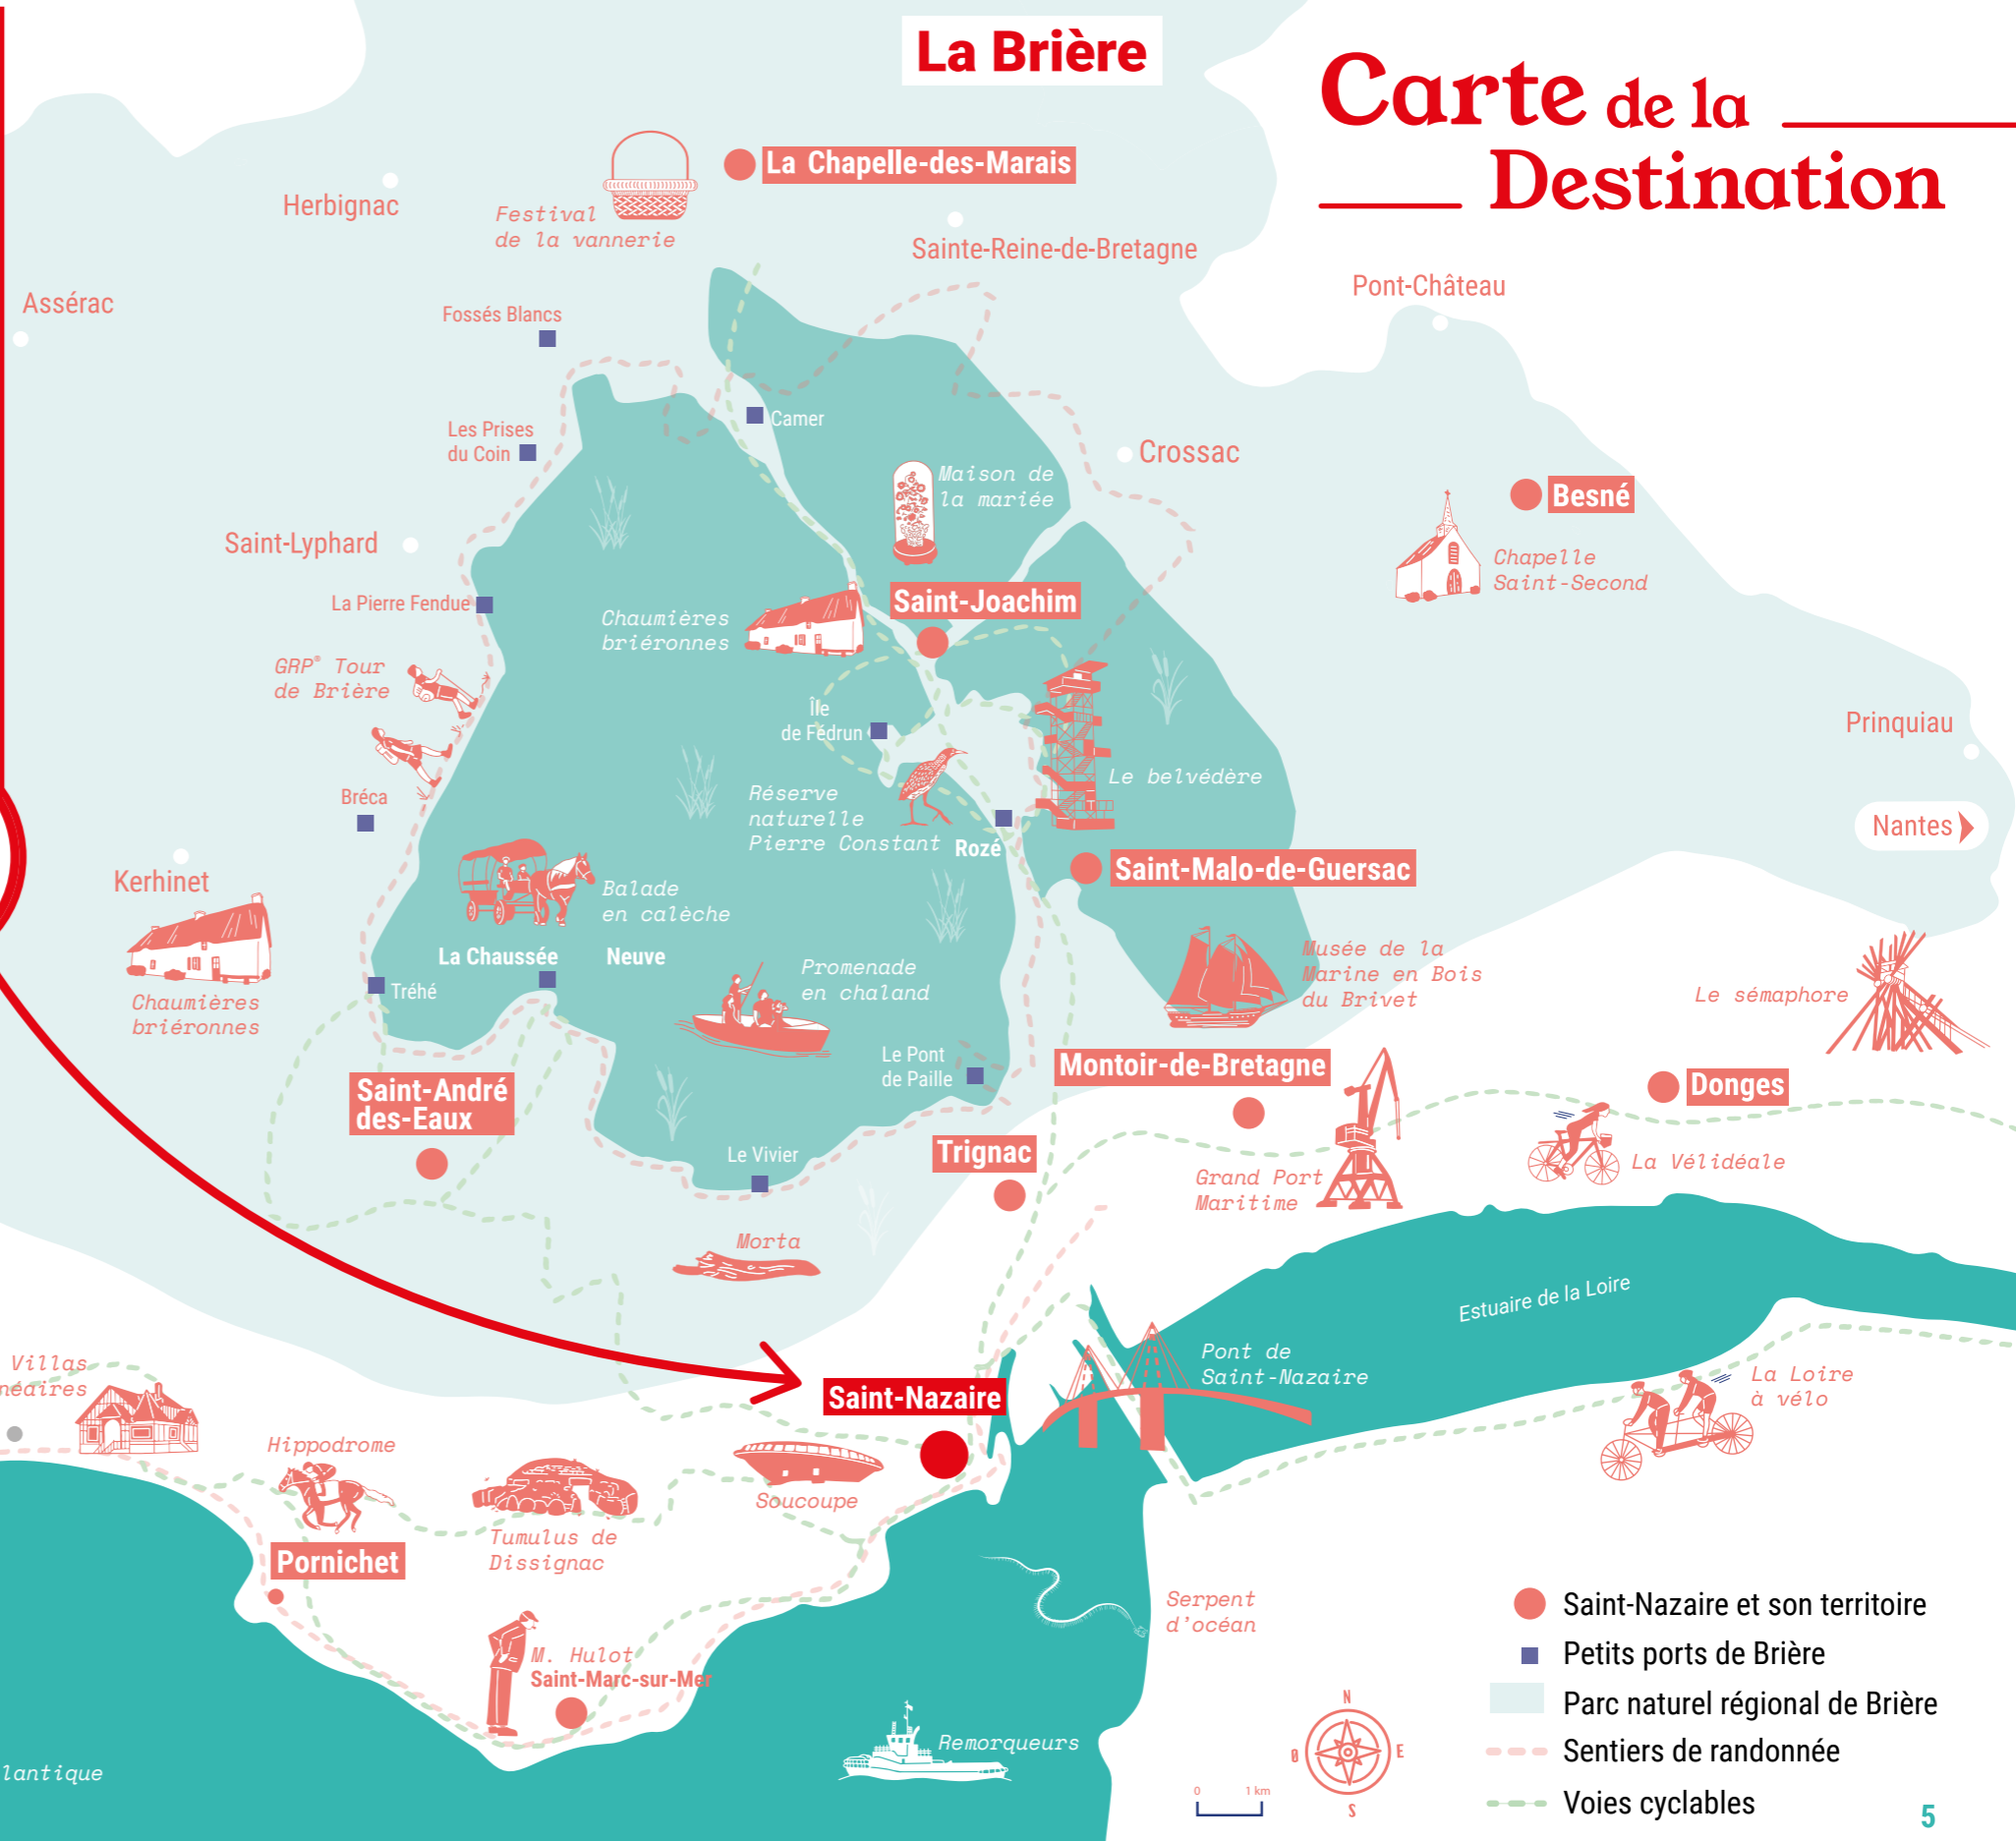 La Brière
Carte de la
Destination
La Chapelle-des-Marais
Herbignac
Festival
de la vannerie
Sainte-Reine-de-Bretagne
Pont-Château
Assérac
Fossés Blancs
Camer
Les Prises
du Coin
Crossac
Maison de
la mariée
Besné
Saint-Lyphard
Chapelle
Saint-Second
La Pierre Fendue
Chaumières
briéronnes
Saint-Joachim
GRP® Tour
de Brière
Île
de Fédrun
Prinquiau
Le belvédère
Bréca
Réserve
naturelle
Pierre Constant
Rozé
Nantes
Kerhinet
Saint-Malo-de-Guersac
Balade
en calèche
La Chaussée Neuve
Musée de la
Marine en Bois
du Brivet
Promenade
en chaland
Tréhé
Chaumières
briéronnes
Le sémaphore
Le Pont
de Paille
Montoir-de-Bretagne
Donges
Saint-André
des-Eaux
Trignac
Le Vivier
Grand Port
Maritime
La Vélidéale
Morta
Estuaire de la Loire
Villas
néaires
Pont de
Saint-Nazaire
La Loire
à vélo
Saint-Nazaire
Hippodrome
Soucoupe
Tumulus de
Dissignac
Pornichet
Serpent
d'océan
M. Hulot
Saint-Marc-sur-Mer
Remorqueurs
lantique
N
O
E
S
0 1 km
Saint-Nazaire et son territoire
Petits ports de Brière
Parc naturel régional de Brière
Sentiers de randonnée
Voies cyclables
5